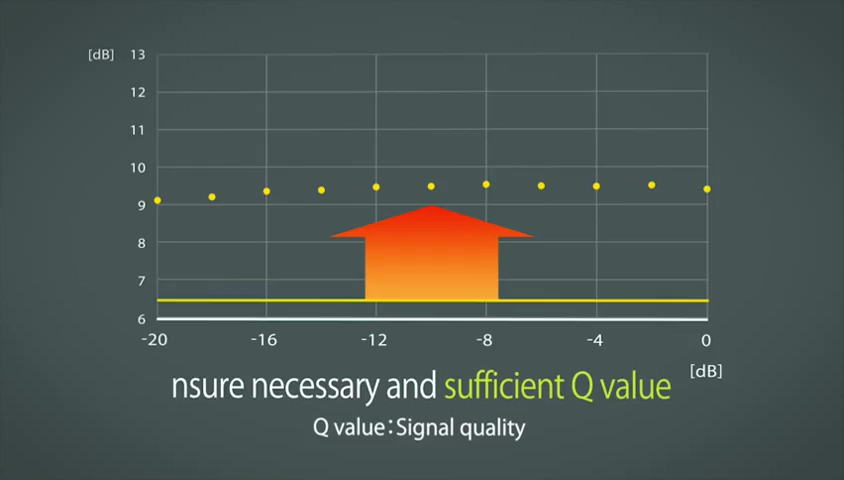 [dB]
13
12
11
10
9
8
7
6
-20 -16 -12 -8 -4 0
[dB]
nsure necessary and sufficient Q value
Q value:Signal quality